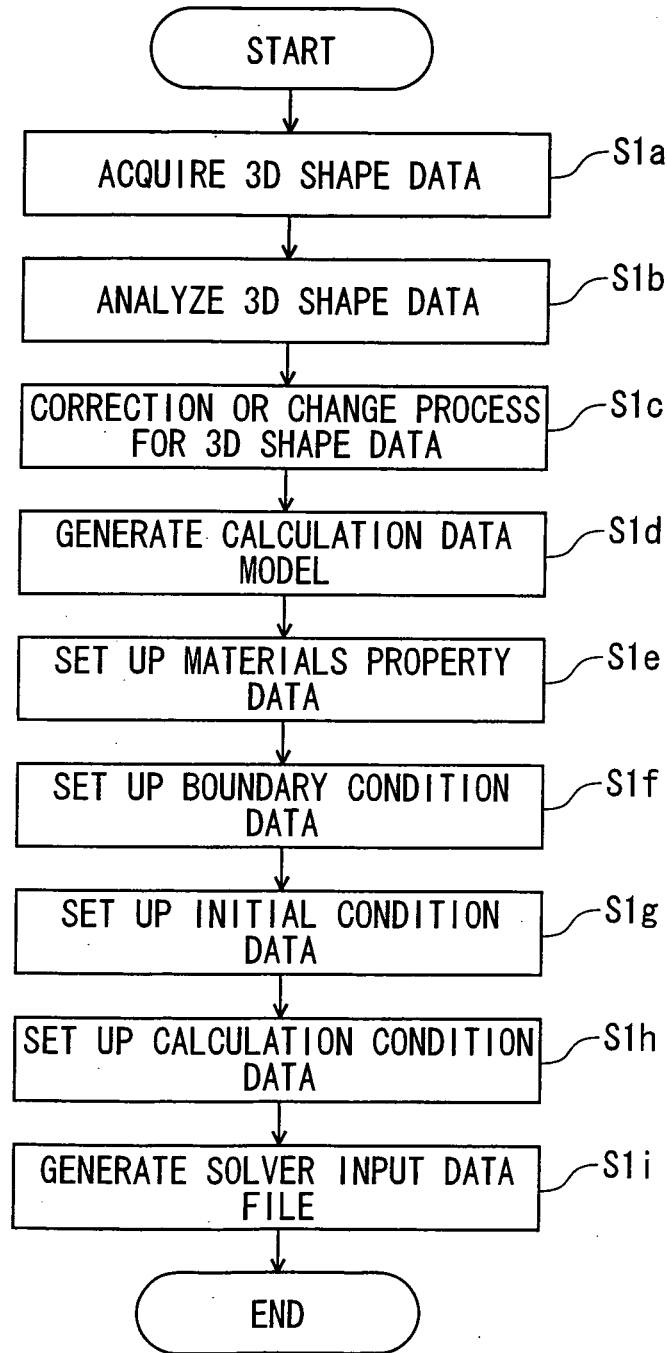 START
ACQUIRE 3D SHAPE DATA
S1a
ANALYZE 3D SHAPE DATA
S1b
CORRECTION OR CHANGE PROCESS
FOR 3D SHAPE DATA
S1c
GENERATE CALCULATION DATA
MODEL
S1d
SET UP MATERIALS PROPERTY
DATA
S1e
SET UP BOUNDARY CONDITION
DATA
S1f
SET UP INITIAL CONDITION
DATA
S1g
SET UP CALCULATION CONDITION
DATA
S1h
GENERATE SOLVER INPUT DATA
FILE
S1i
END